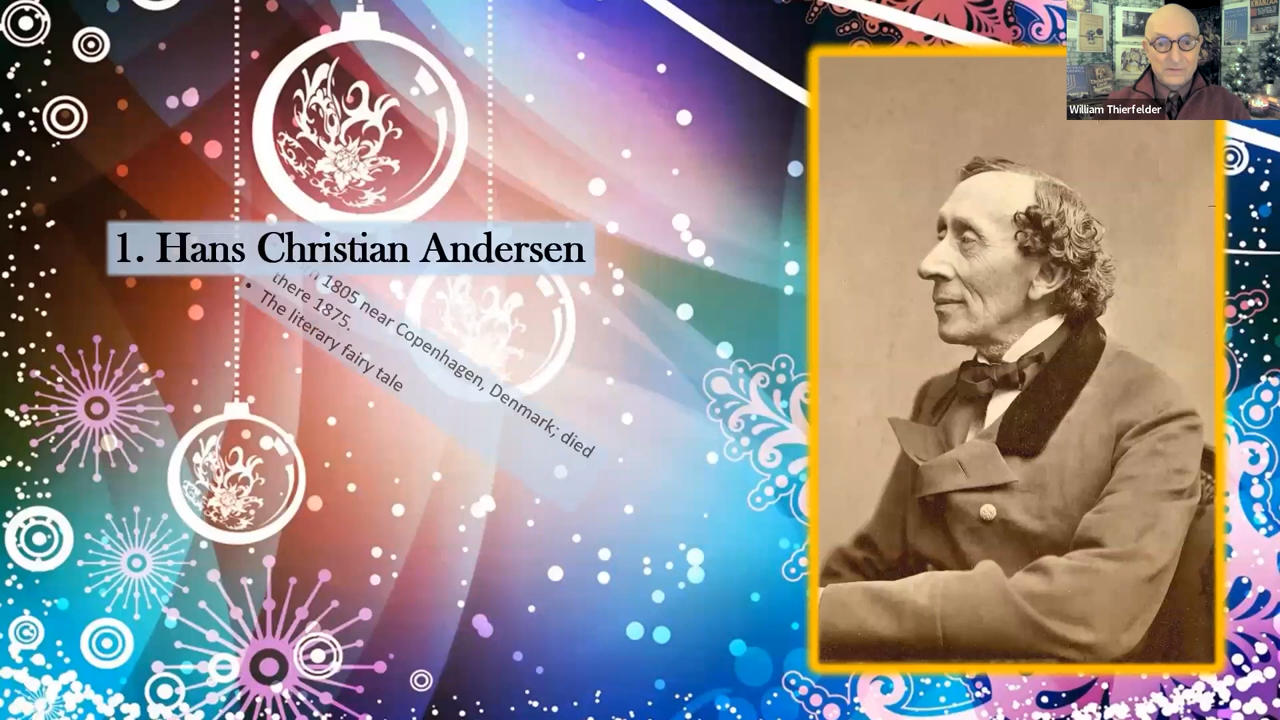 William Thierfelder
1. Hans Christian Andersen
1805 near Copenhagen, Denmark; died
there 1875.
• The literary fairy tale